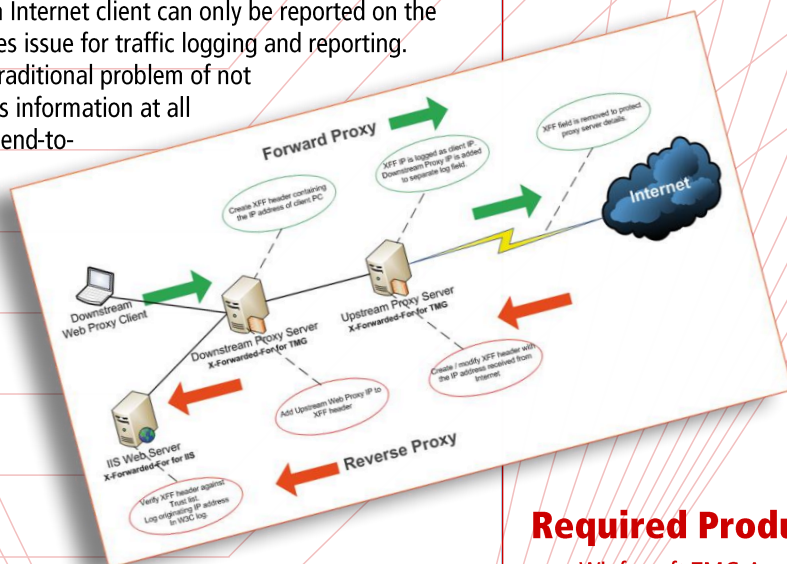 Internet client can only be reported on the
es issue for traffic logging and reporting.
raditional problem of not
s information at all
end-to-
Forward Proxy
XFF field is removed to protect
proxy server details.
XFF IP is logged as client IP.
Downstream Proxy IP is added
to separate log field.
Create XFF header containing
the IP address of client PC
Internet
Downstream
Web Proxy Client
Downstream Proxy Server
X-Forwarded-For for TMG
Upstream Proxy Server
X-Forwarded-For for TMG
Create / modify XFF header with
the IP address received from
Internet
Add Upstream Web Proxy IP to
XFF header
IIS Web Server
X-Forwarded-For for IIS
Verify XFF header against
Trust list.
Log originating IP address
in W3C log.
Reverse Proxy
Required Produ
TMG